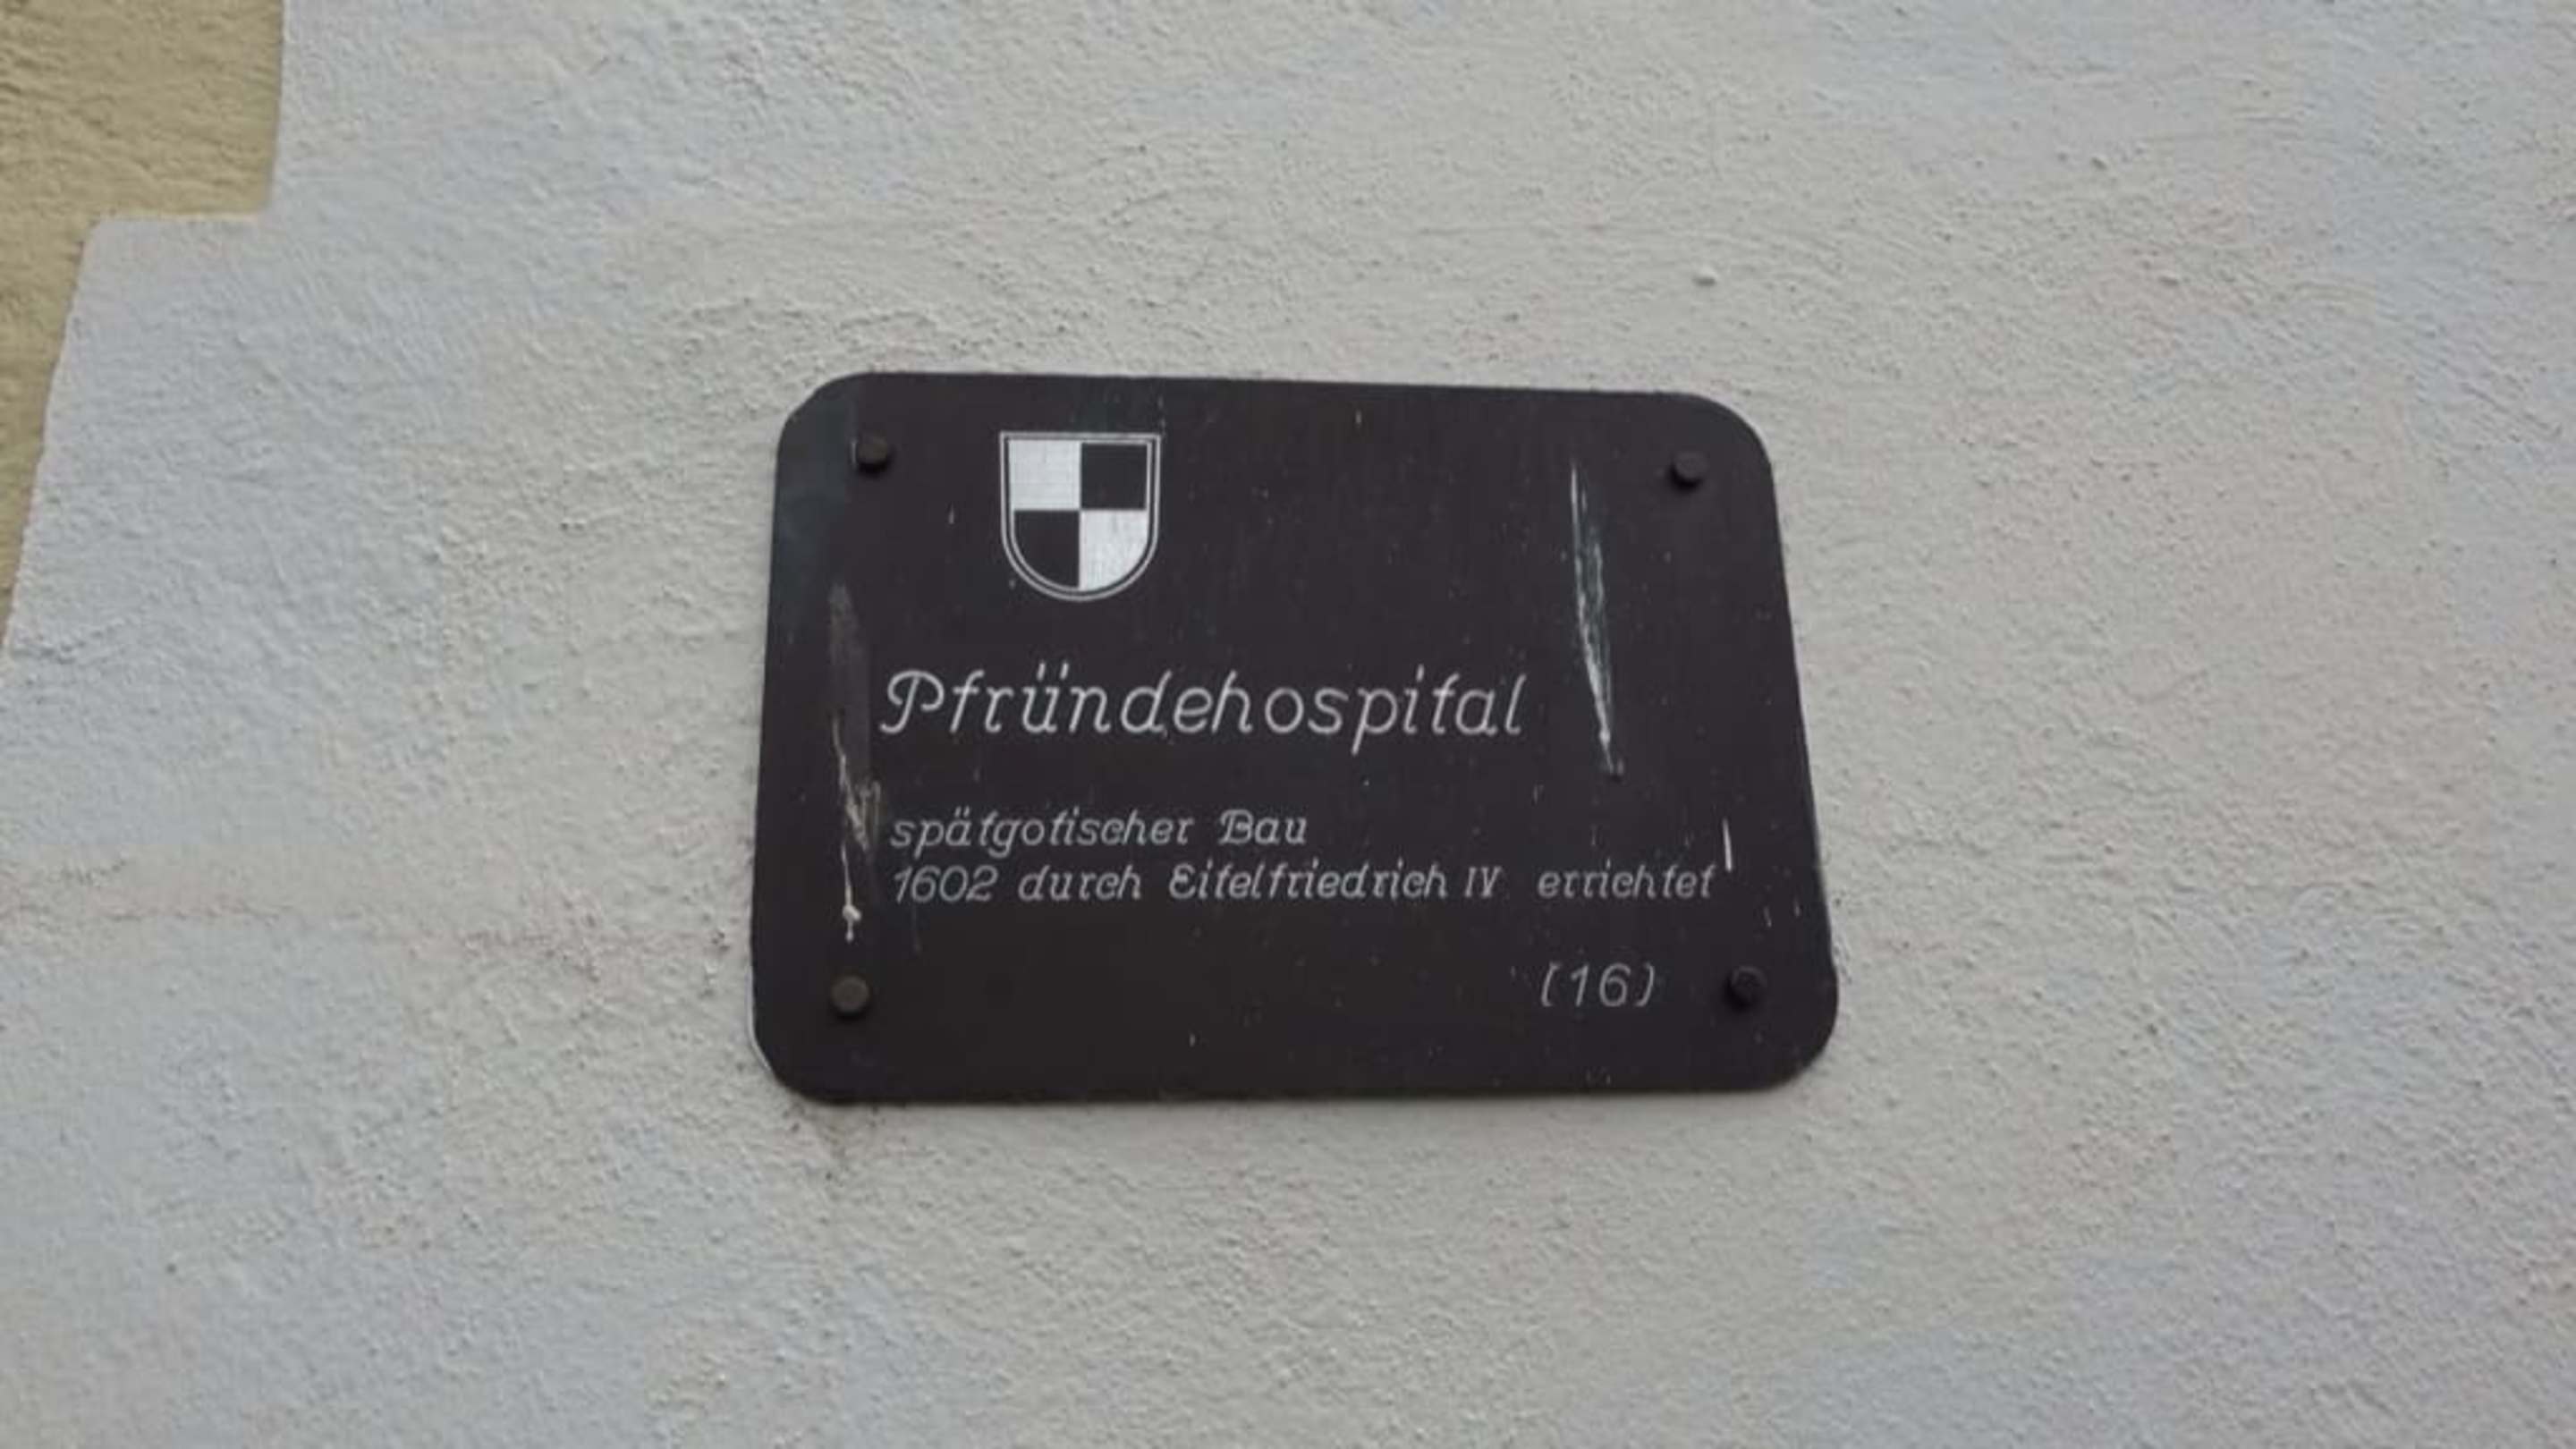 Pfründehospital
spätgotischer Bau
1602 durch Eitelfriedrich IV errichtet
(16)